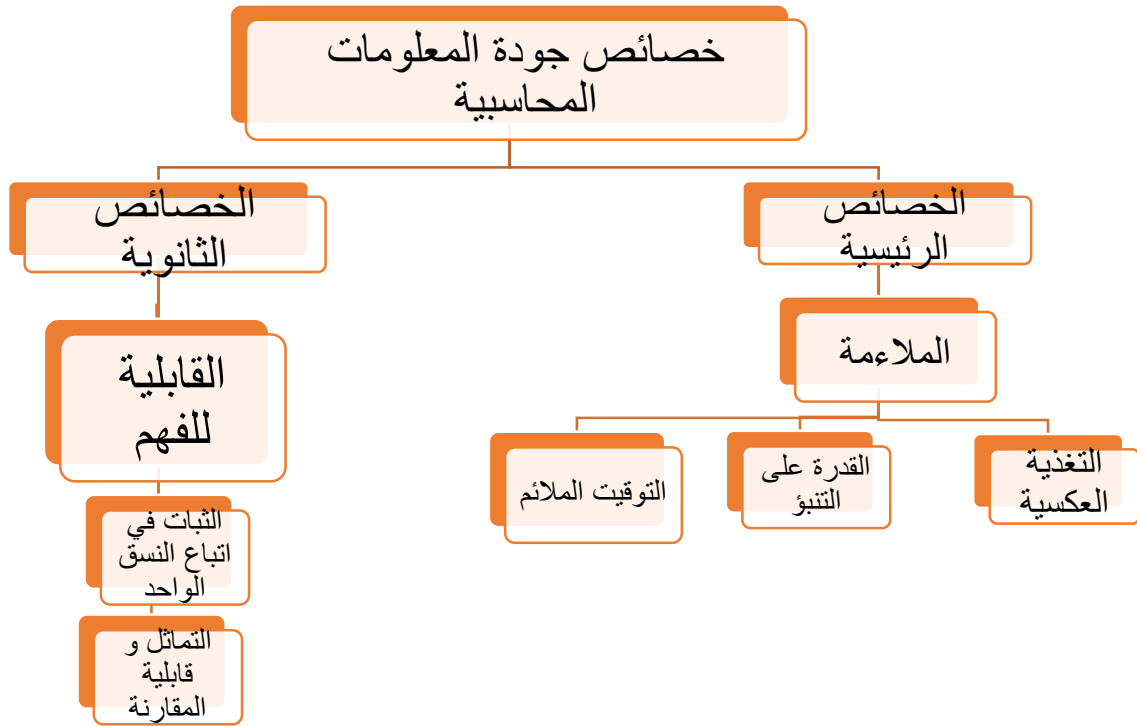 خصائص جودة المعلومات
المحاسبية
الخصائص
الرئيسية
الخصائص
الثانوية
الملاءمة
القابلية
للفهم
التغذية
العكسية
القدرة على
التنبؤ
التوقيت الملائم
الثبات في
اتباع النسق
الواحد
التماثل و
قابلية
المقارنة